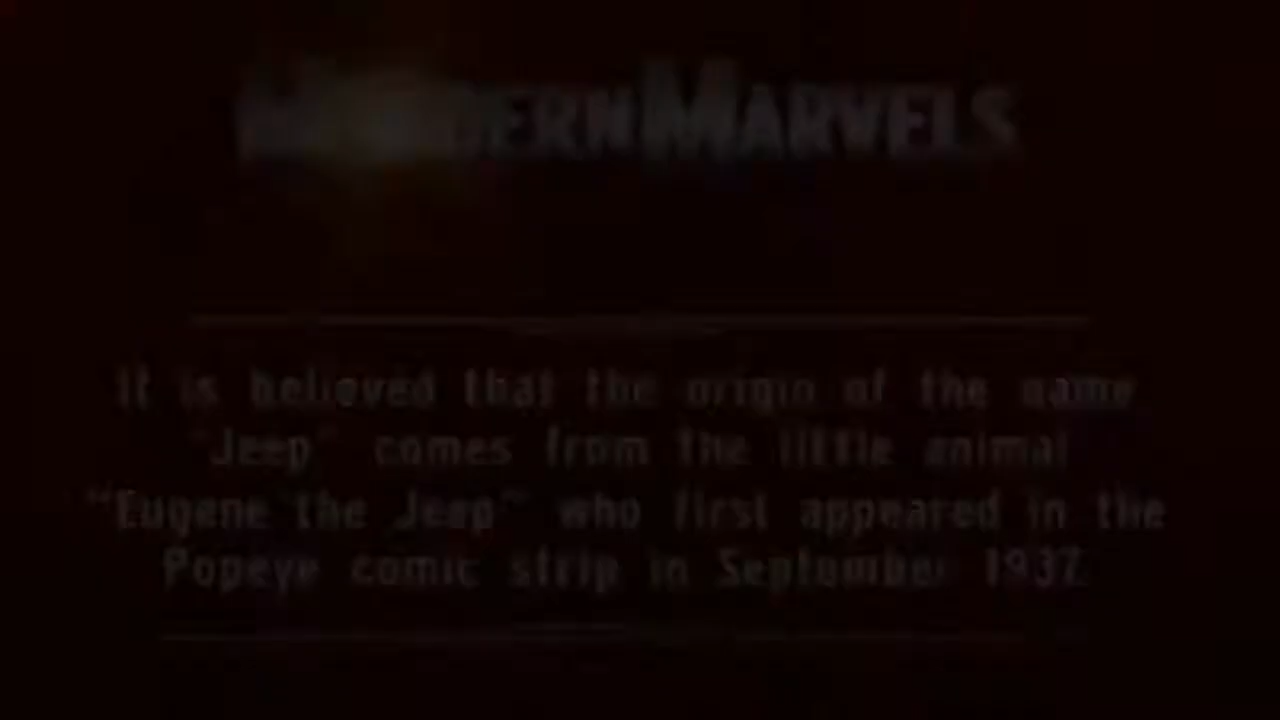 MODERN MARVELS
It is believed that the origin of the name
"Jeep" comes from the little animal
"Eugene the Jeep" who first appeared in the
Popeye comic strip in September 1937.